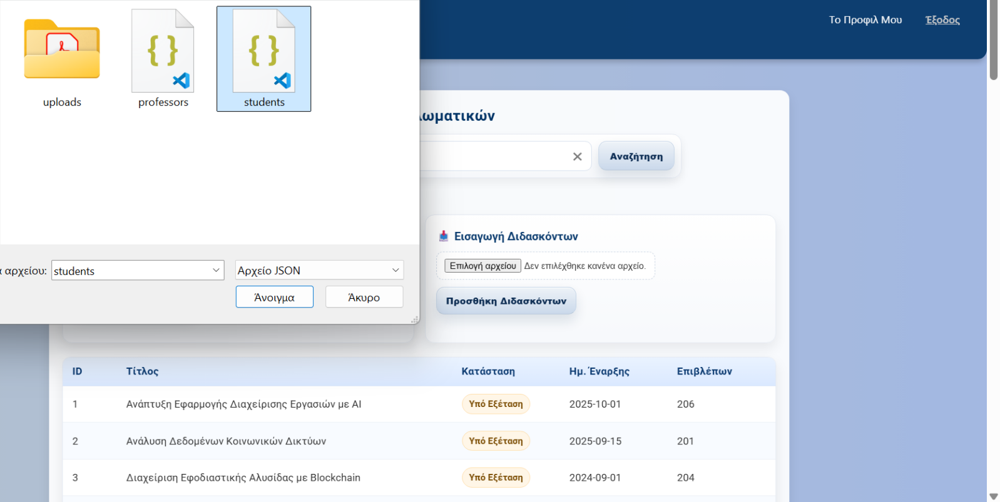 Το Προφιλ Μου
Έξοδος
uploads
professors
students
Αναζήτηση
Εισαγωγή Διδασκόντων
Επιλογή αρχείου Δεν επιλέχθηκε κανένα αρχείο.
Προσθήκη Διδασκόντων
αρχείου: students
Αρχείο JSON
Άνοιγμα
Άκυρο
ID Τίτλος Κατάσταση Ημ. Έναρξης Επιβλέπων
1 Ανάπτυξη Εφαρμογής Διαχείρισης Εργασιών με AI Υπό Εξέταση 2025-10-01 206
2 Ανάλυση Δεδομένων Κοινωνικών Δικτύων Υπό Εξέταση 2025-09-15 201
3 Διαχείριση Εφοδιαστικής Αλυσίδας με Blockchain Υπό Εξέταση 2024-09-01 204